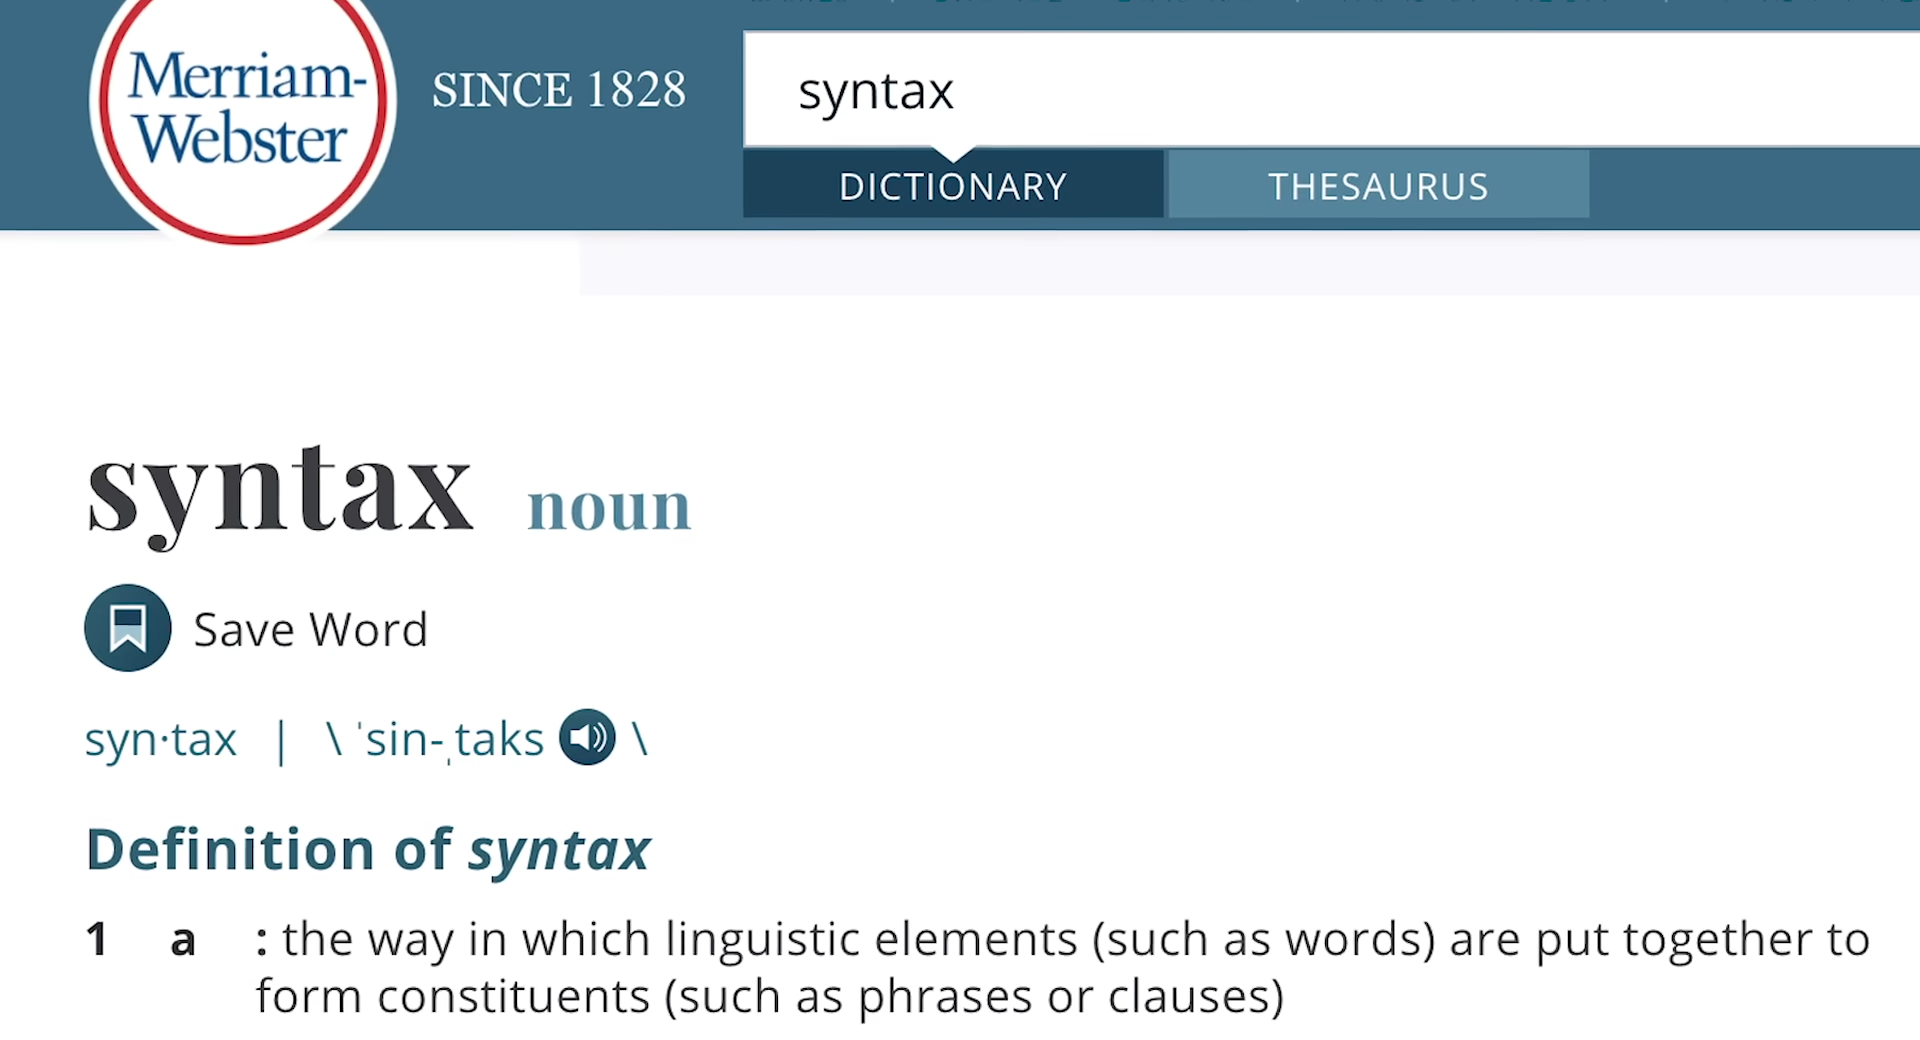 Merriam-
Webster
SINCE 1828
syntax
DICTIONARY
THESAURUS
syntax noun
Save Word
syn·tax | \ ˈsin-ˌtaks \
Definition of syntax
1 a : the way in which linguistic elements (such as words) are put together to
form constituents (such as phrases or clauses)